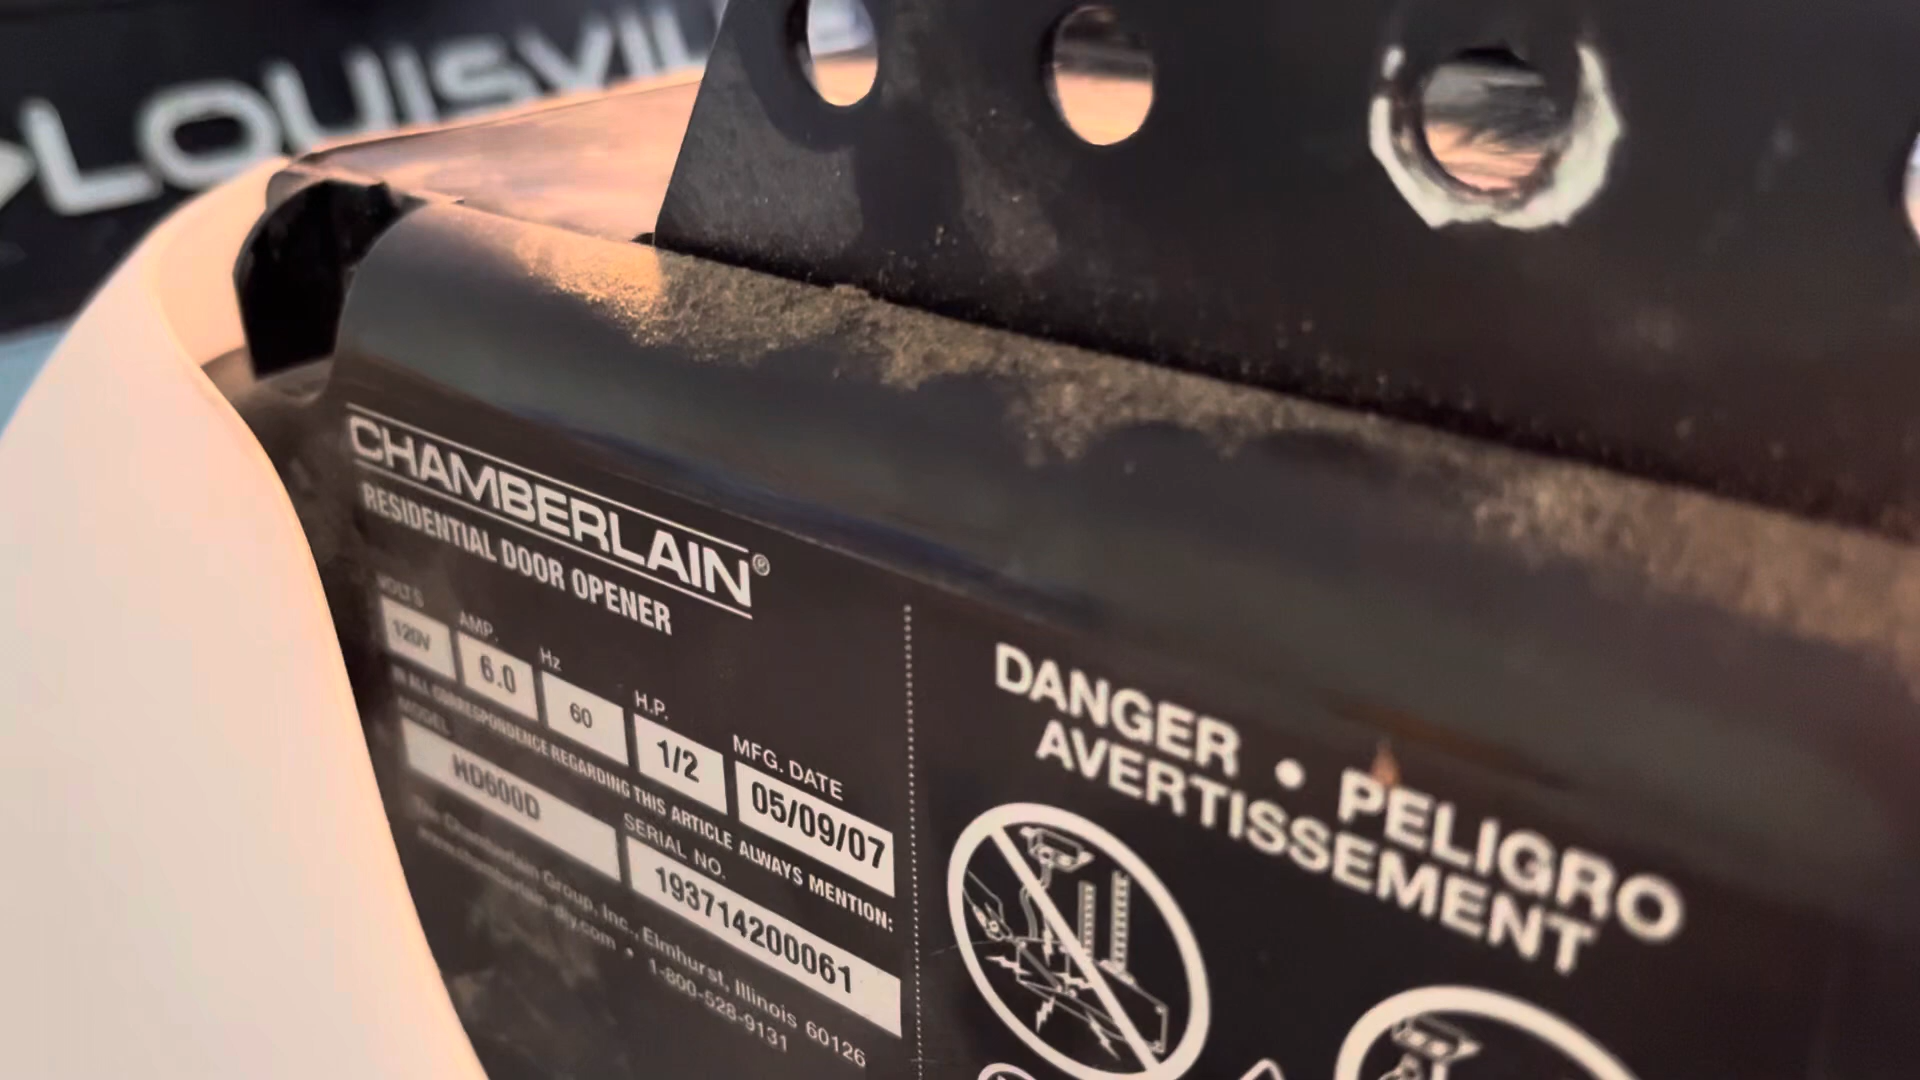 LOUISVIL
CHAMBERLAIN®
RESIDENTIAL DOOR OPENER
VOLTS AMP. Hz H.P. MFG. DATE
120V 6.0 60 1/2 05/09/07
IN ALL CORRESPONDENCE REGARDING THIS ARTICLE ALWAYS MENTION:
MODEL SERIAL NO.
HD600D 193714200061
The Chamberlain Group, Inc., Elmhurst, Illinois 60126
www.chamberlain-diy.com • 1-800-528-9131
DANGER • PELIGRO
AVERTISSEMENT